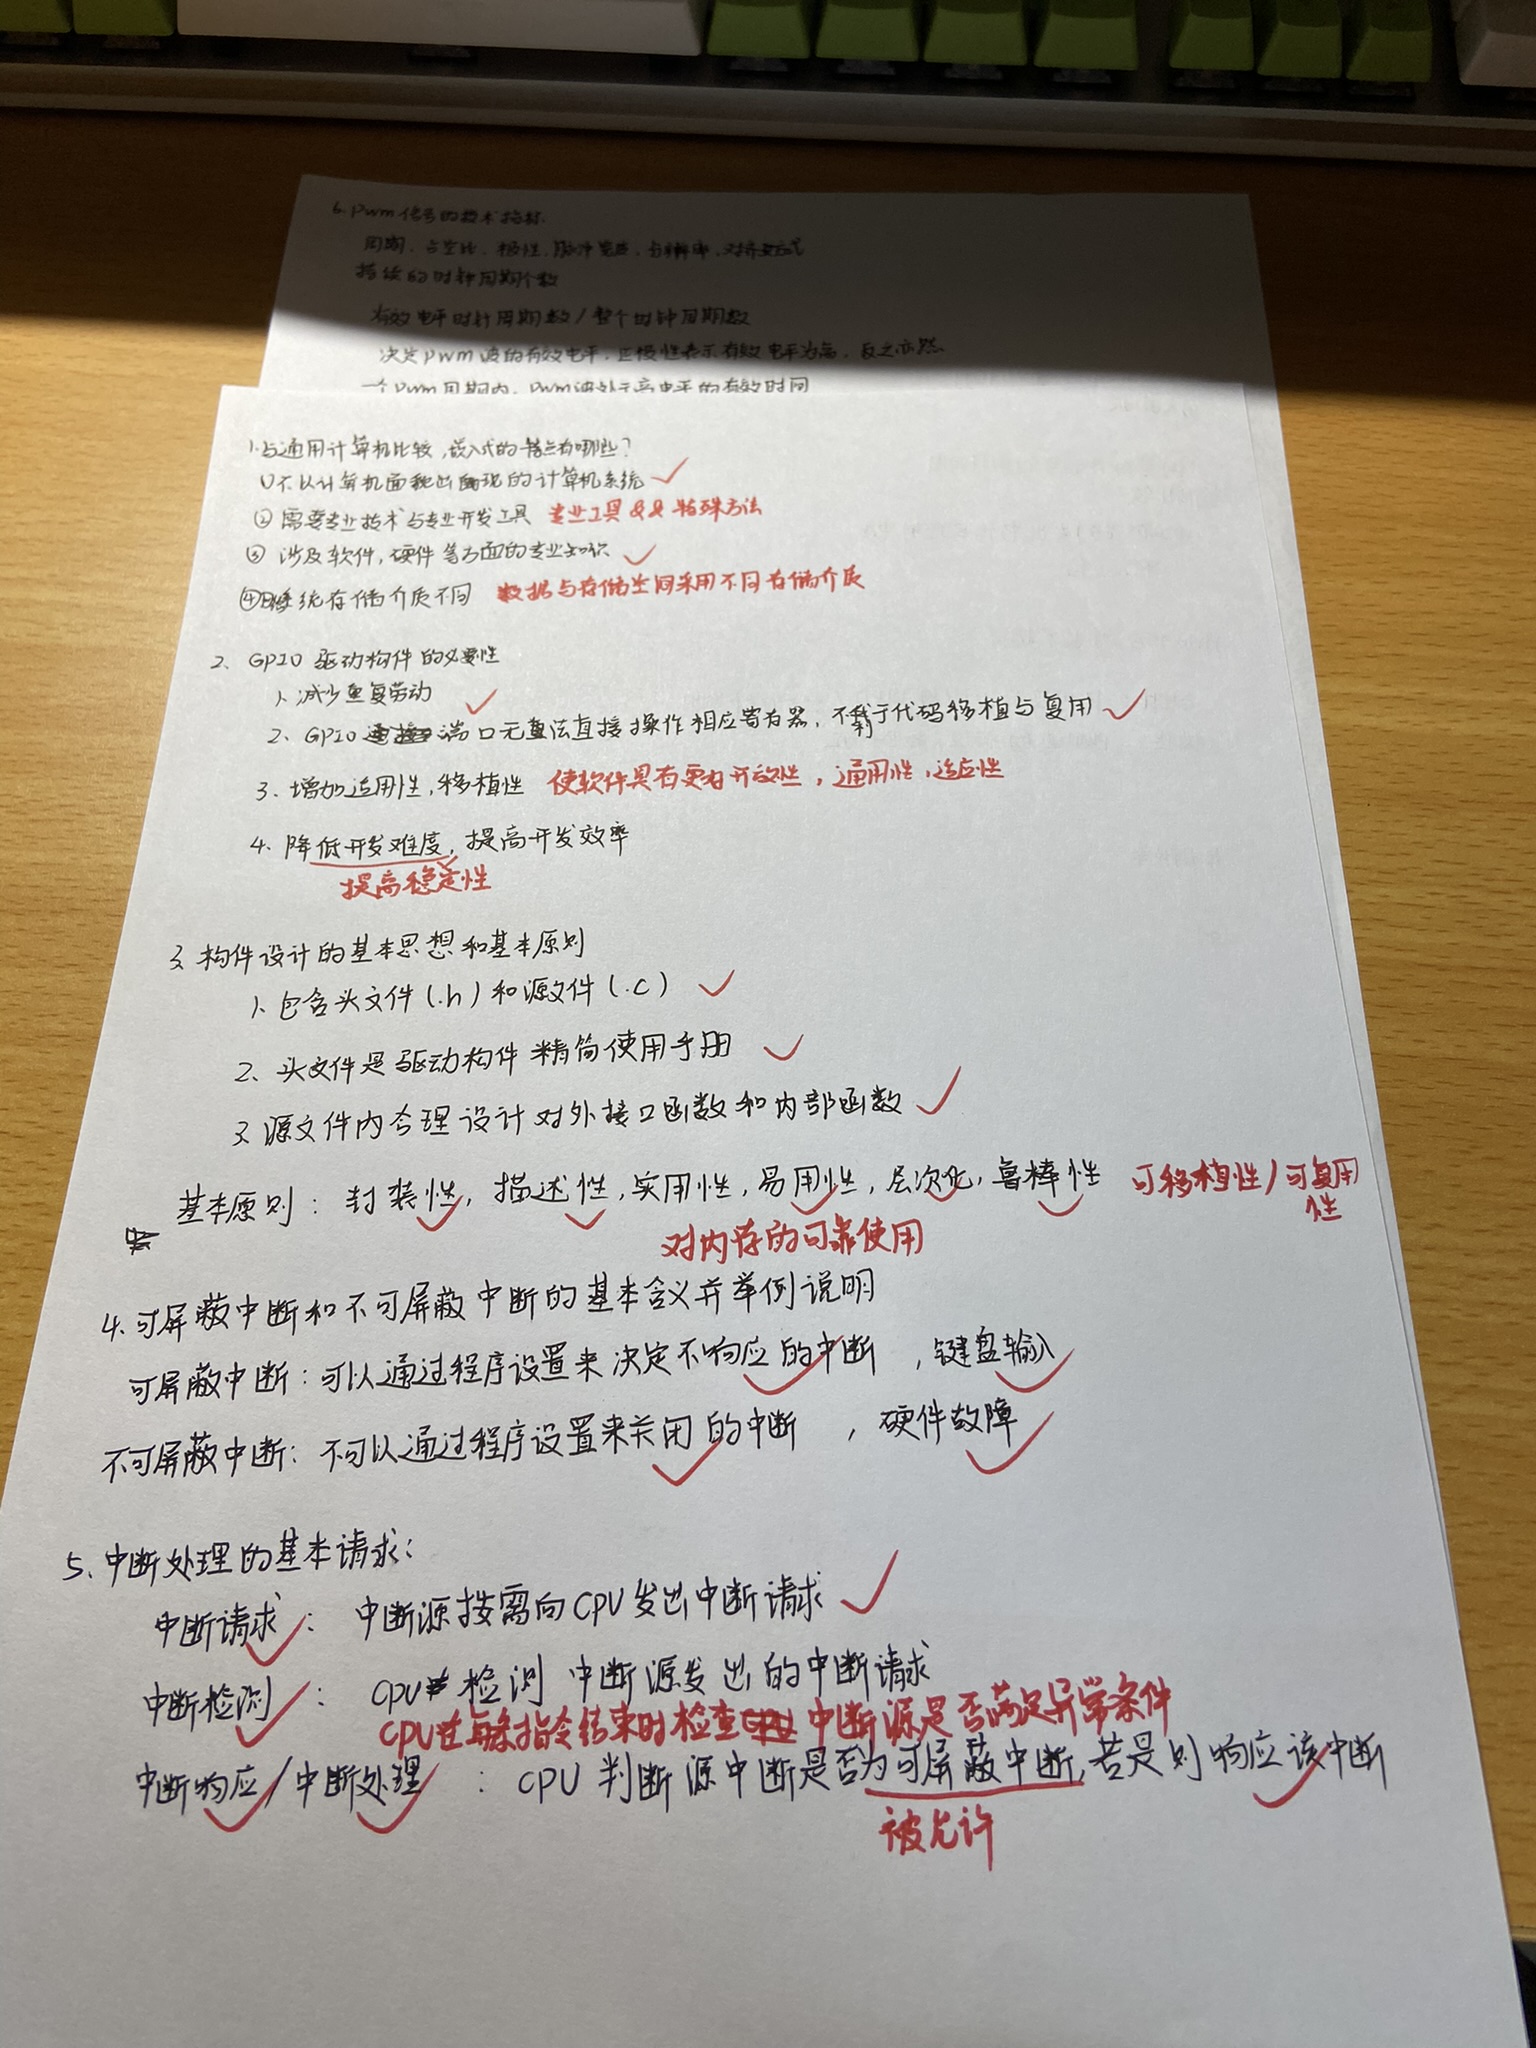 6. Pwm信号的技术指标
周期、占空比、极性、脉冲宽度、分辨率、对齐方式
持续的时钟周期个数
有效电平时针周期数/整个时钟周期数
决定pwm波的有效电平，正极性表示有效电平为高，反之亦然
一个Pwm周期内，Pwm波处于高电平的有效时间
1.与通用计算机比较，嵌入式的特点有哪些？
①不以计算机面貌出现的计算机系统
② 需要专业技术与专业开发工具 专业工具&&特殊方法
③ 涉及软件，硬件等方面的专业知识
④系统存储介质不同 数据与存储空间采用不同存储介质
2、GPIO 驱动构件的必要性
1、减少重复劳动
2、GPIO端口无直法直接操作相应寄存器，不利于代码移植与复用
3、增加适用性，移植性 使软件具有更好开放性，通用性，适应性
4、降低开发难度，提高开发效率
提高稳定性
3、构件设计的基本思想和基本原则
1、包含头文件(.h)和源文件(.c)
2、头文件是驱动构件精简使用手册
3、源文件内合理设计对外接口函数和内部函数
基本原则：封装性，描述性，实用性，易用性，层次化，鲁棒性 可移植性/可复用
性
对内存的可靠使用
4.可屏蔽中断和不可屏蔽中断的基本含义并举例说明
可屏蔽中断：可以通过程序设置来决定不响应的中断，键盘输入
不可屏蔽中断：不可以通过程序设置来关闭的中断，硬件故障
5、中断处理的基本请求：
中断请求：中断源按需向CPU发出中断请求
中断检测：CPU检测中断源发出的中断请求
CPU在每条指令结束时检查中断源是否满足异常条件
中断响应/中断处理：CPU判断源中断是否为可屏蔽中断，若是则响应该中断
被允许